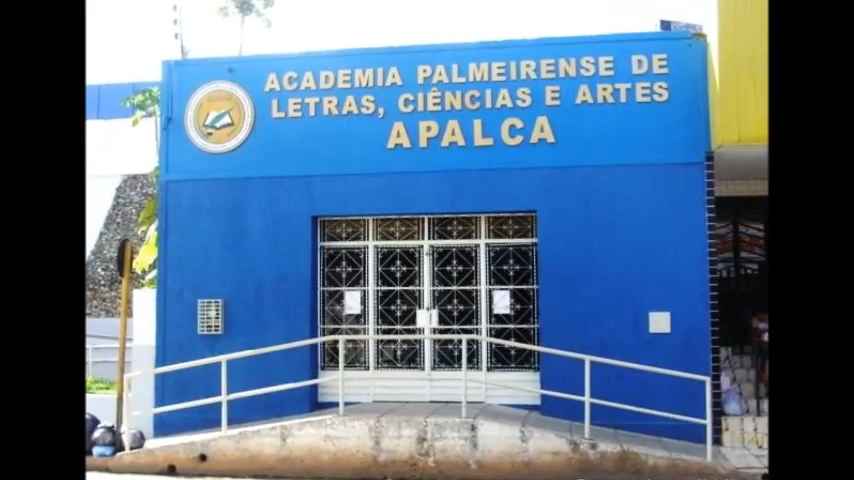 ACADEMIA PALMEIRENSE DE
LETRAS, CIÊNCIAS E ARTES
APALCA